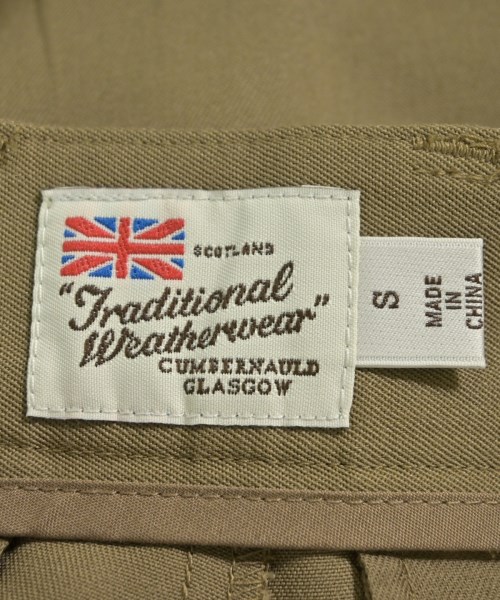 SCOTLAND
"Traditional
Weatherwear"
CUMBERNAULD
GLASGOW
S
MADE
IN
CHINA